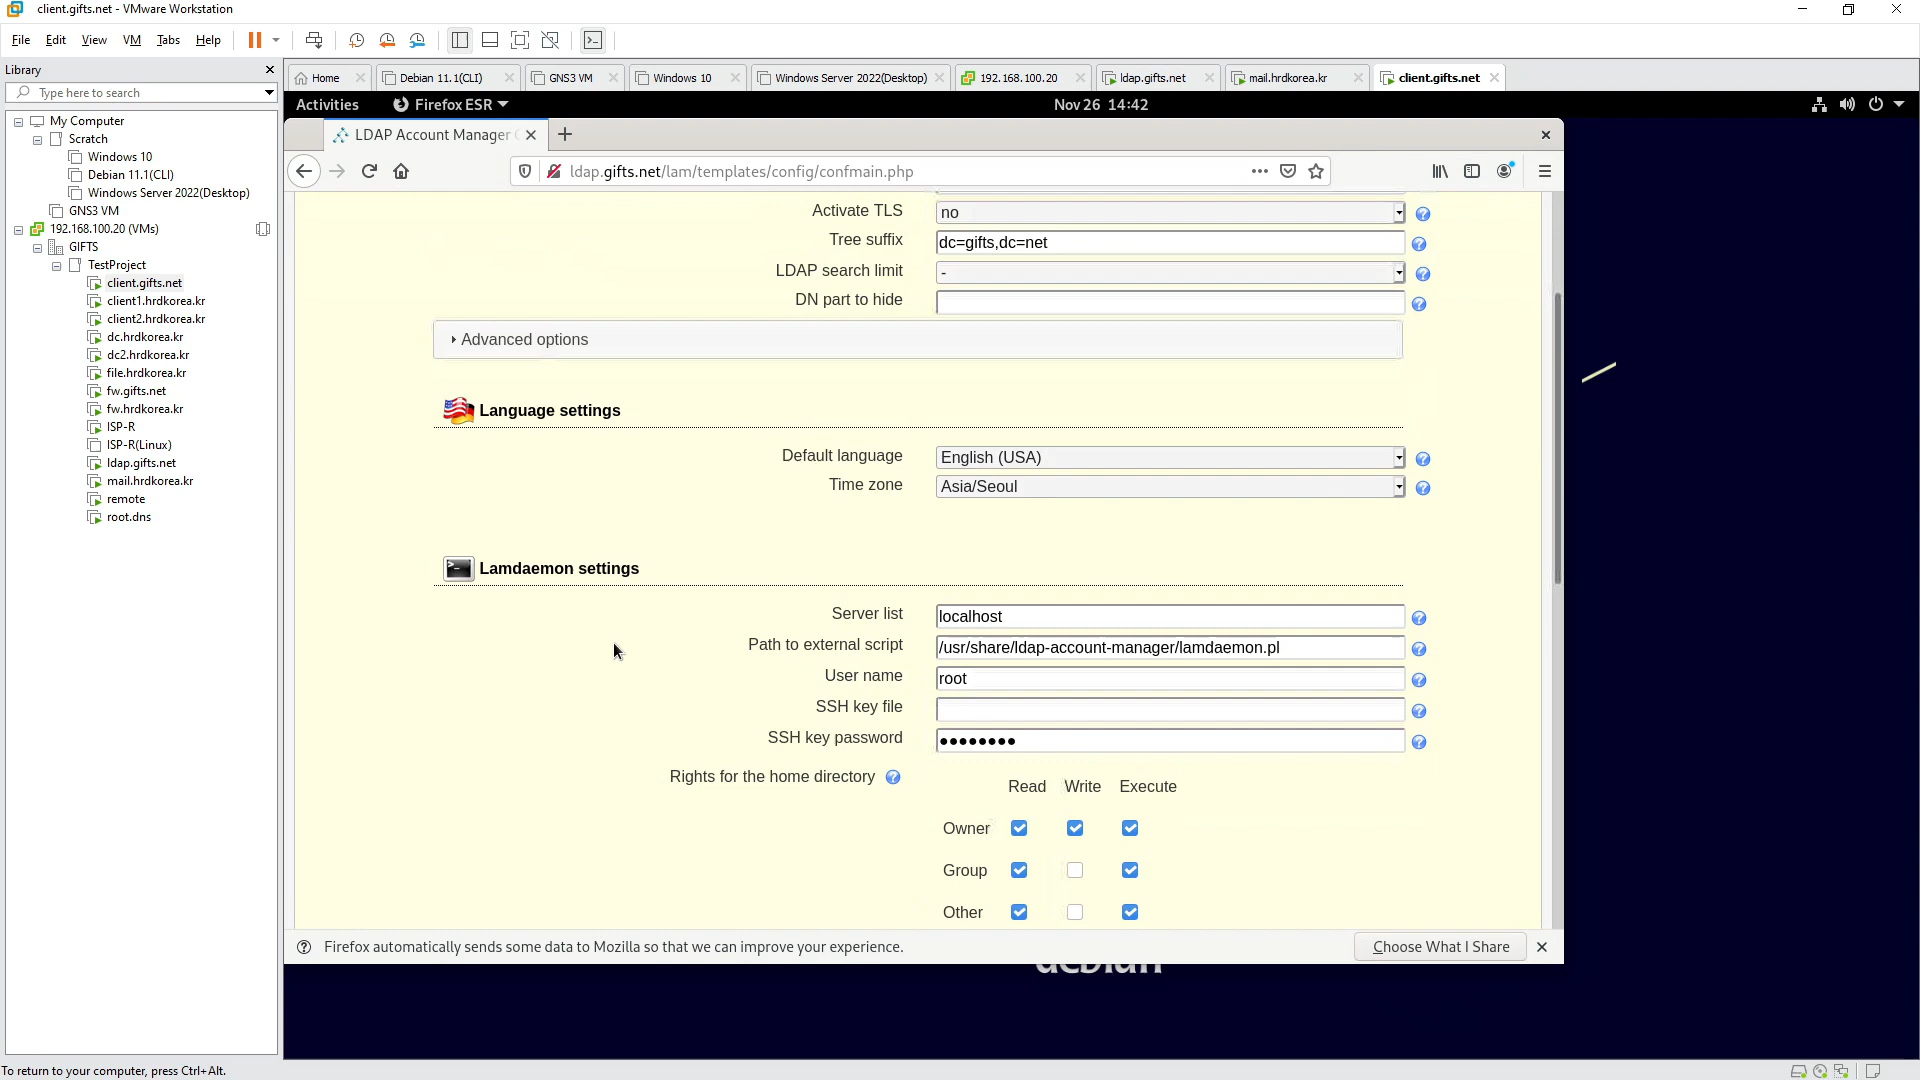 client.gifts.net - VMware Workstation
File Edit View VM Tabs Help
Library
Type here to search
Home
Debian 11.1(CLI)
GNS3 VM
Windows 10
Windows Server 2022(Desktop)
192.168.100.20
ldap.gifts.net
mail.hrdkorea.kr
client.gifts.net
Activities
Firefox ESR
Nov 26 14:42
My Computer
Scratch
Windows 10
Debian 11.1(CLI)
Windows Server 2022(Desktop)
GNS3 VM
192.168.100.20 (VMs)
GIFTS
TestProject
client.gifts.net
client1.hrdkorea.kr
client2.hrdkorea.kr
dc.hrdkorea.kr
dc2.hrdkorea.kr
file.hrdkorea.kr
fw.gifts.net
fw.hrdkorea.kr
ISP-R
ISP-R(Linux)
ldap.gifts.net
mail.hrdkorea.kr
remote
root.dns
LDAP Account Manager
ldap.gifts.net/lam/templates/config/confmain.php
Activate TLS no
Tree suffix dc=gifts,dc=net
LDAP search limit -
DN part to hide
Advanced options
Language settings
Default language English (USA)
Time zone Asia/Seoul
Lamdaemon settings
Server list localhost
Path to external script /usr/share/ldap-account-manager/lamdaemon.pl
User name root
SSH key file
SSH key password ●●●●●●●●
Rights for the home directory
Read Write Execute
Owner
Group
Other
Firefox automatically sends some data to Mozilla so that we can improve your experience.
Choose What I Share
debian
To return to your computer, press Ctrl+Alt.